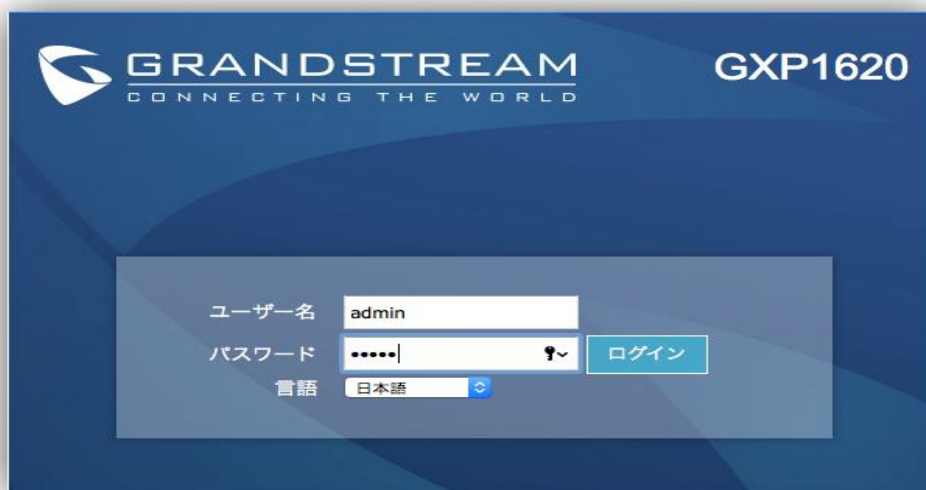 GRANDSTREAM
CONNECTING THE WORLD
GXP1620
ユーザー名 admin
パスワード ••••• ログイン
言語 日本語